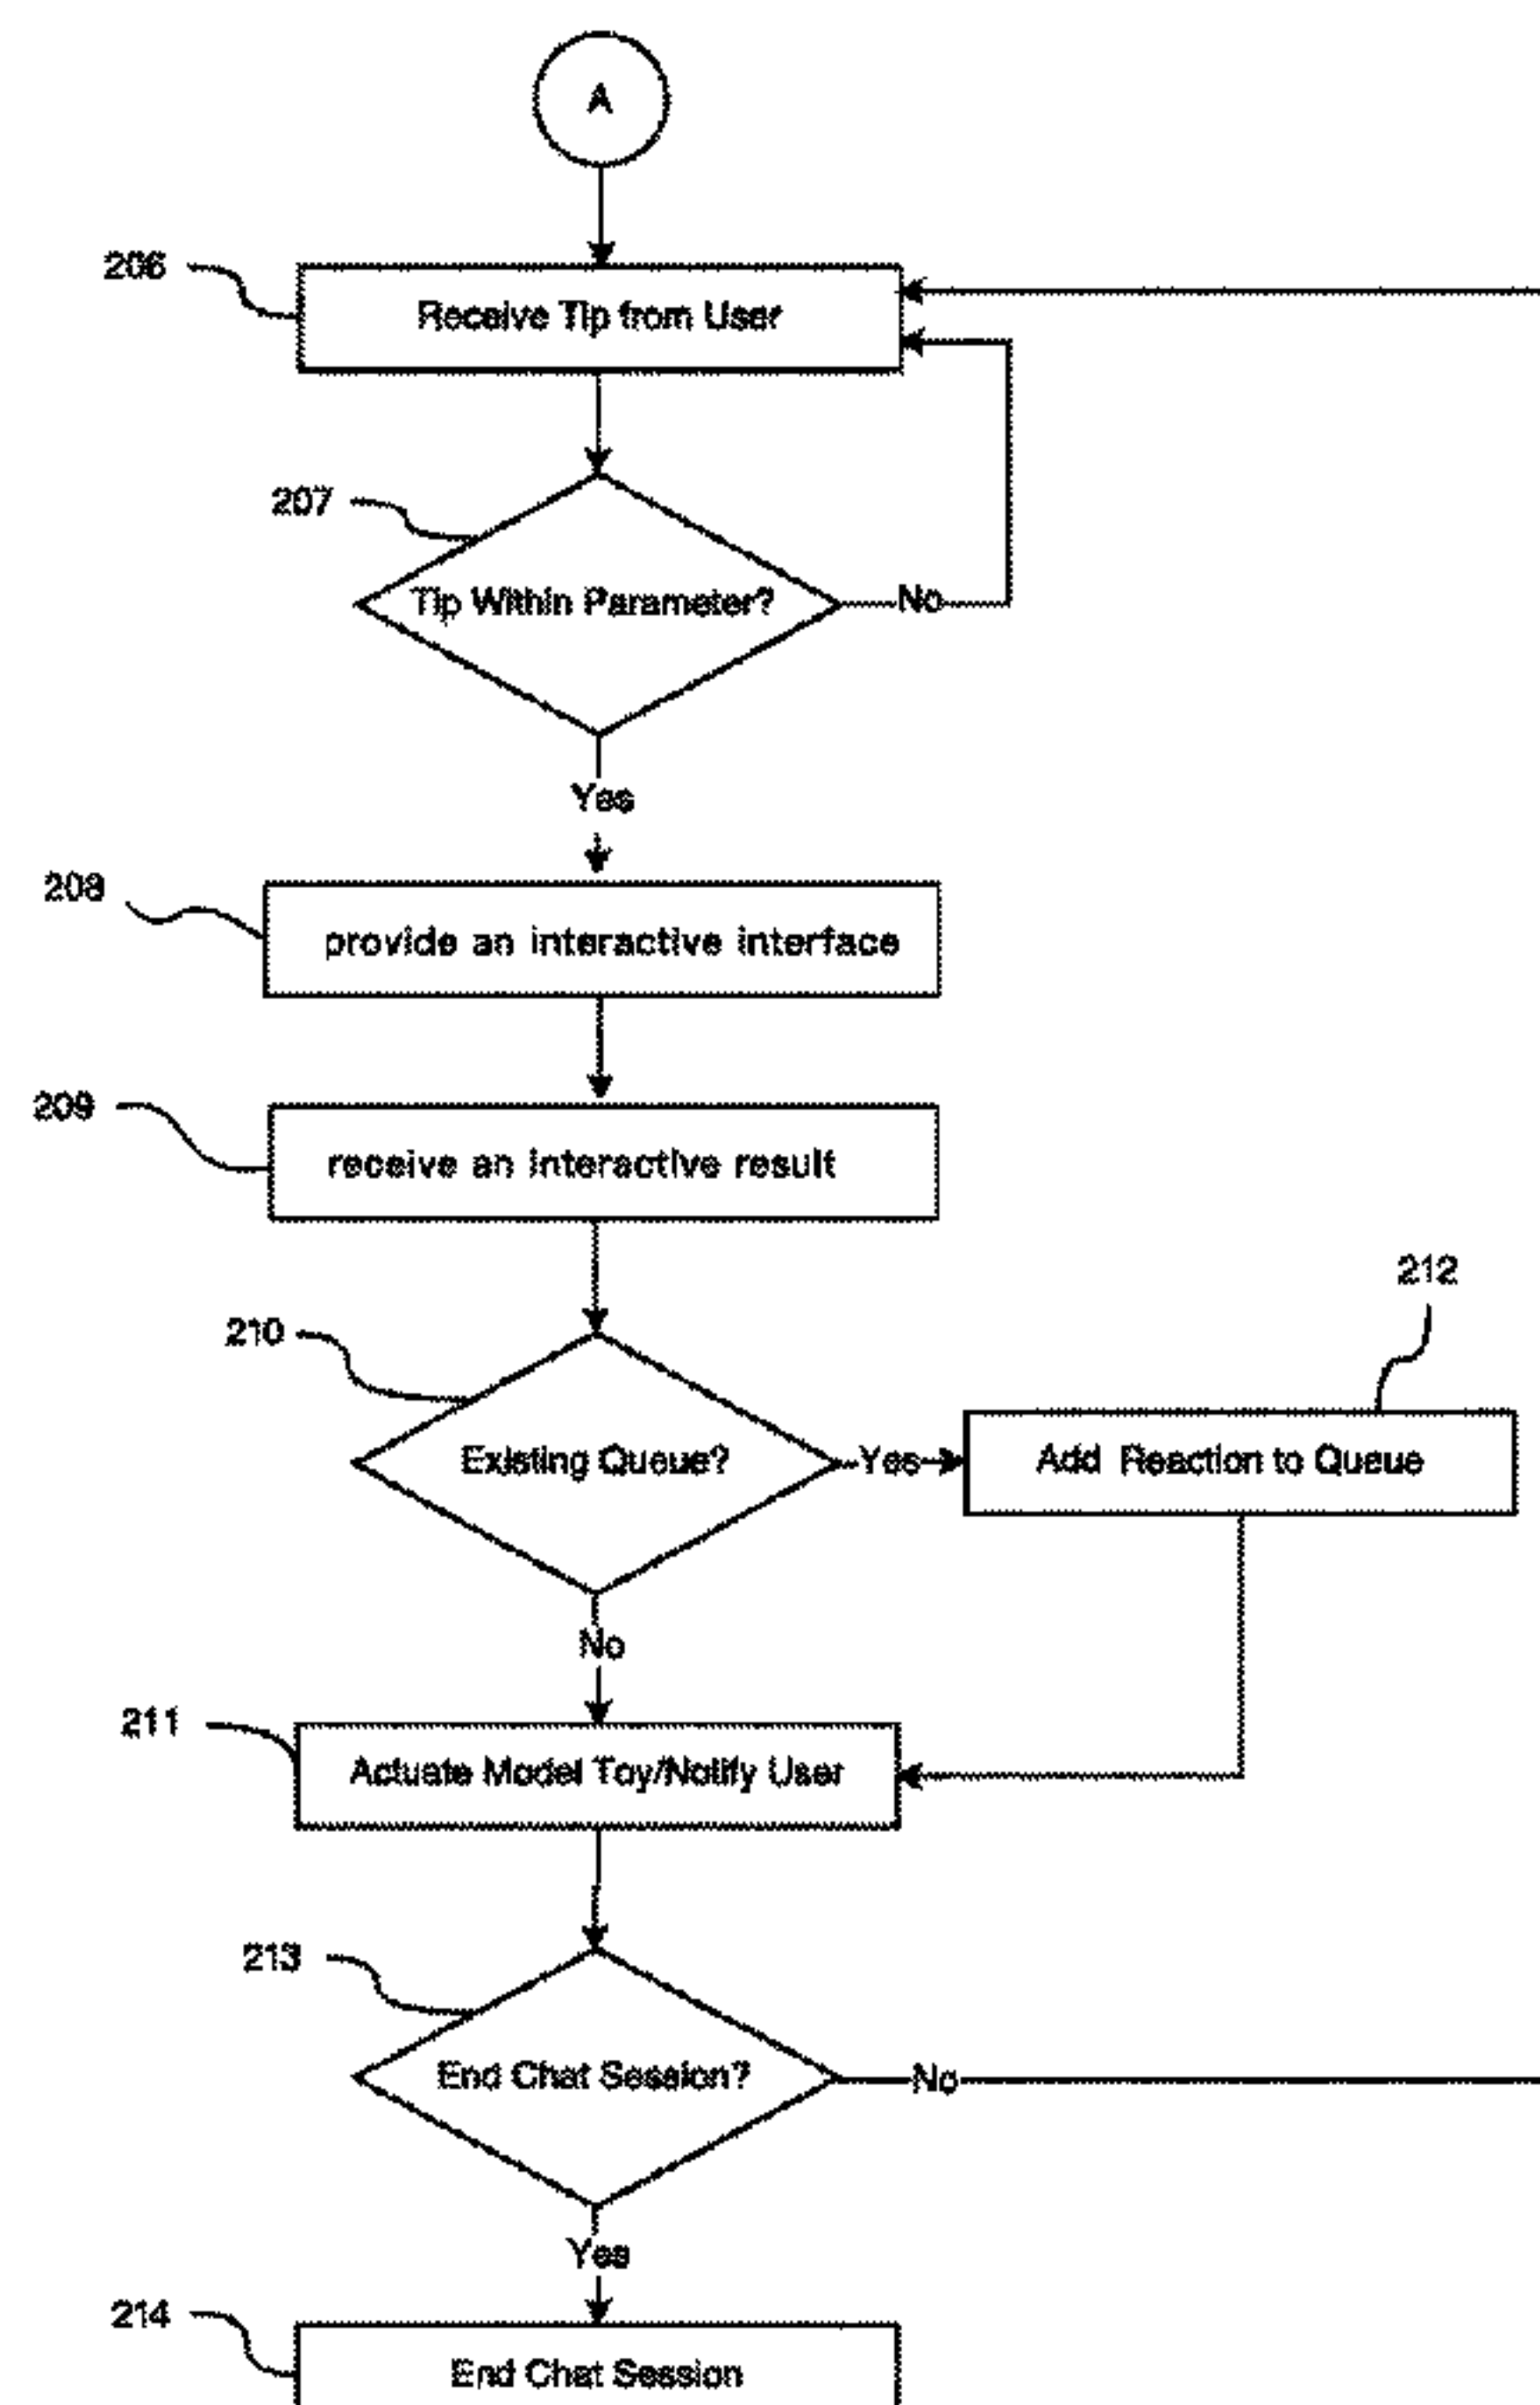 A
206
Receive Tip from User
207
Tip Within Parameter?
No
Yes
208
provide an interactive interface
209
receive an interactive result
212
210
Existing Queue?
Yes
Add Reaction to Queue
No
211
Actuate Model Toy/Notify User
213
End Chat Session?
No
Yes
214
End Chat Session